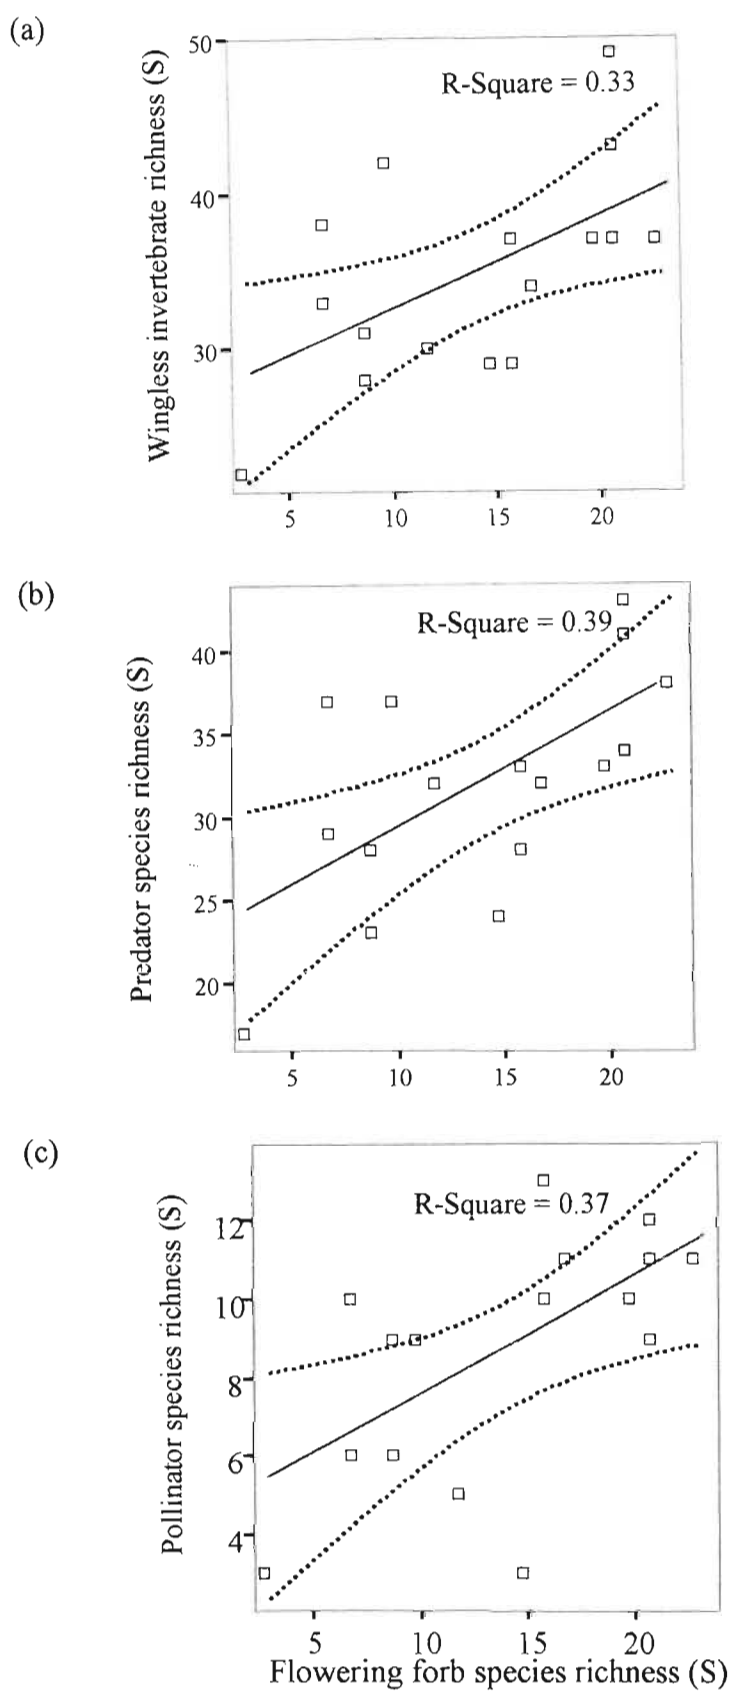 (a)
Wingless invertebrate richness (S)
50
40
30
R-Square = 0.33
5 10 15 20
(b)
Predator species richness (S)
40
35
30
25
20
R-Square = 0.39
5 10 15 20
(c)
Pollinator species richness (S)
12
10
8
6
4
R-Square = 0.37
5 10 15 20
Flowering forb species richness (S)